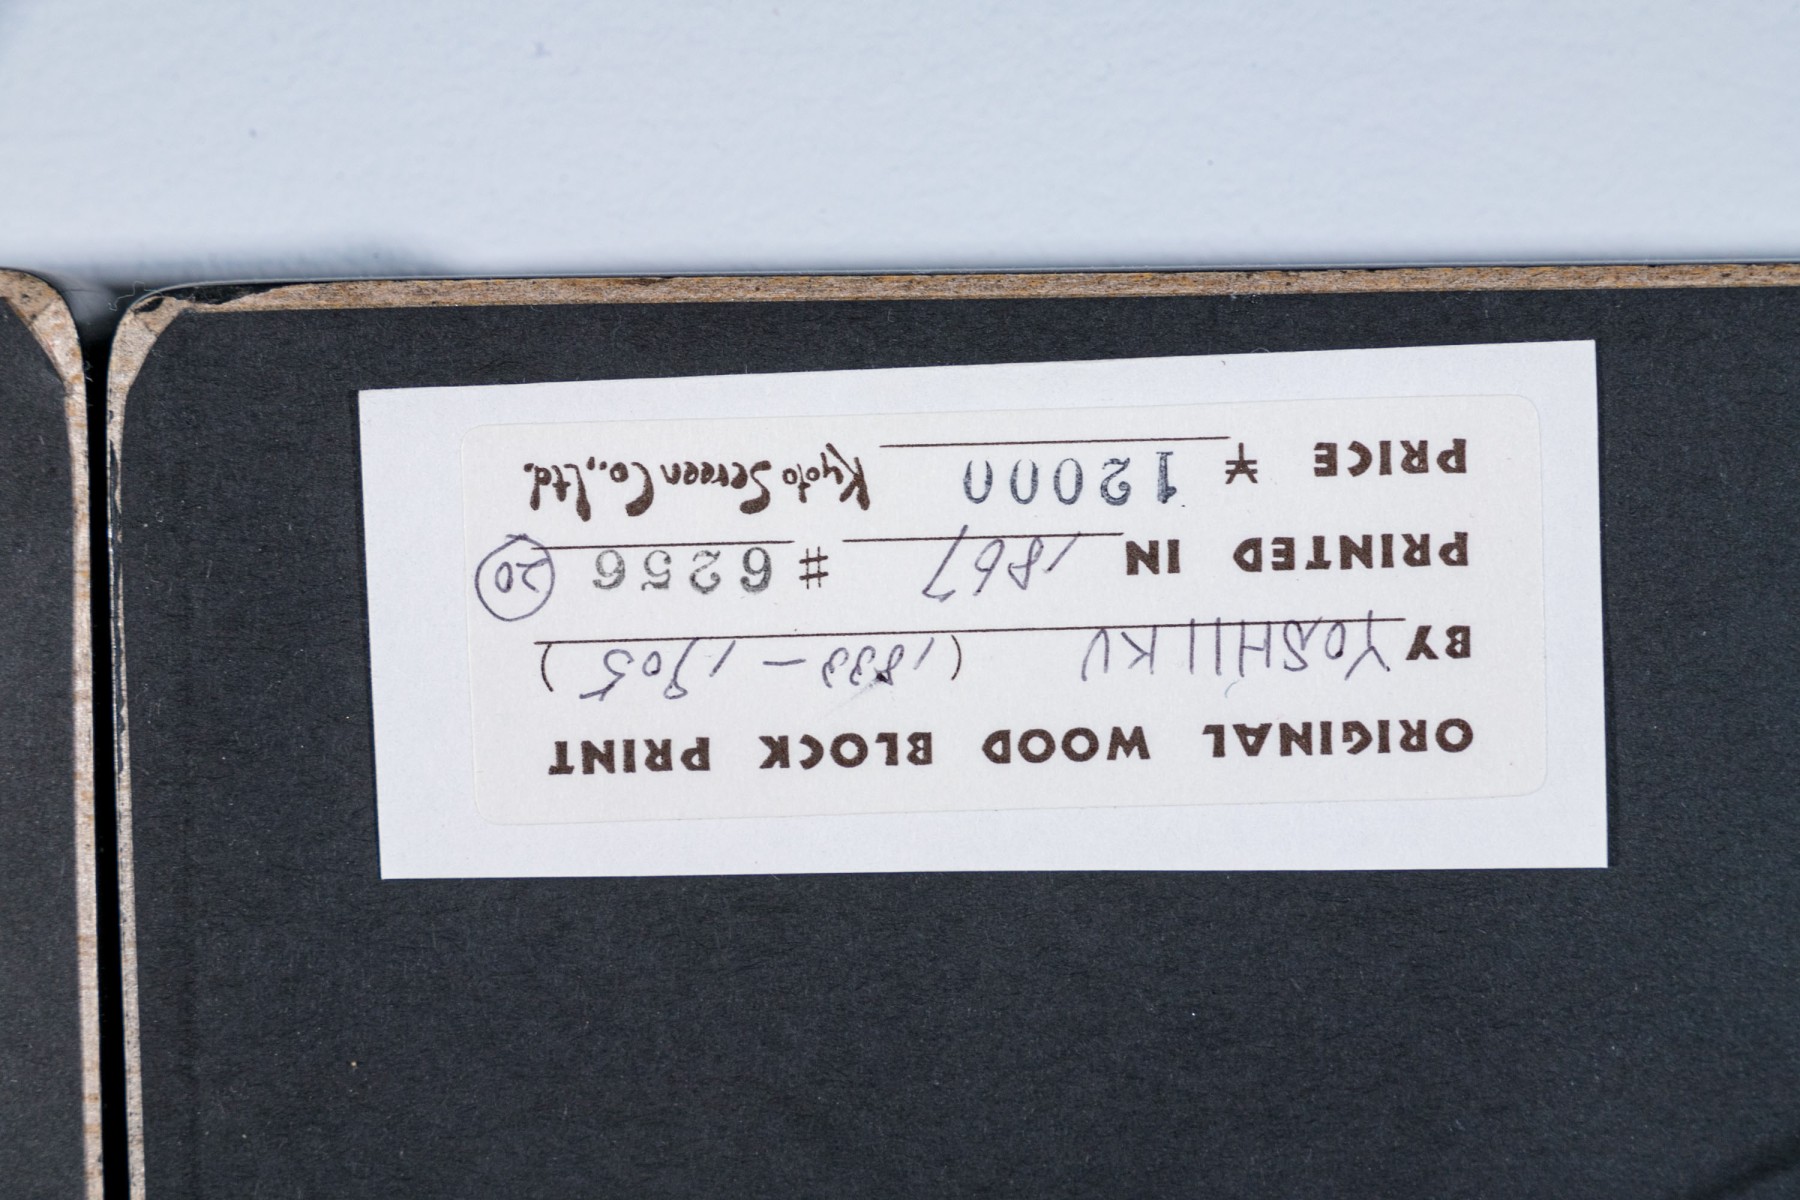 ORIGINAL WOOD BLOCK PRINT
BY YOSHIIKU (1833-1905)
PRINTED IN 1867 # 6256 20
PRICE ¥ 12000 Kyoto Screen Co., Ltd.